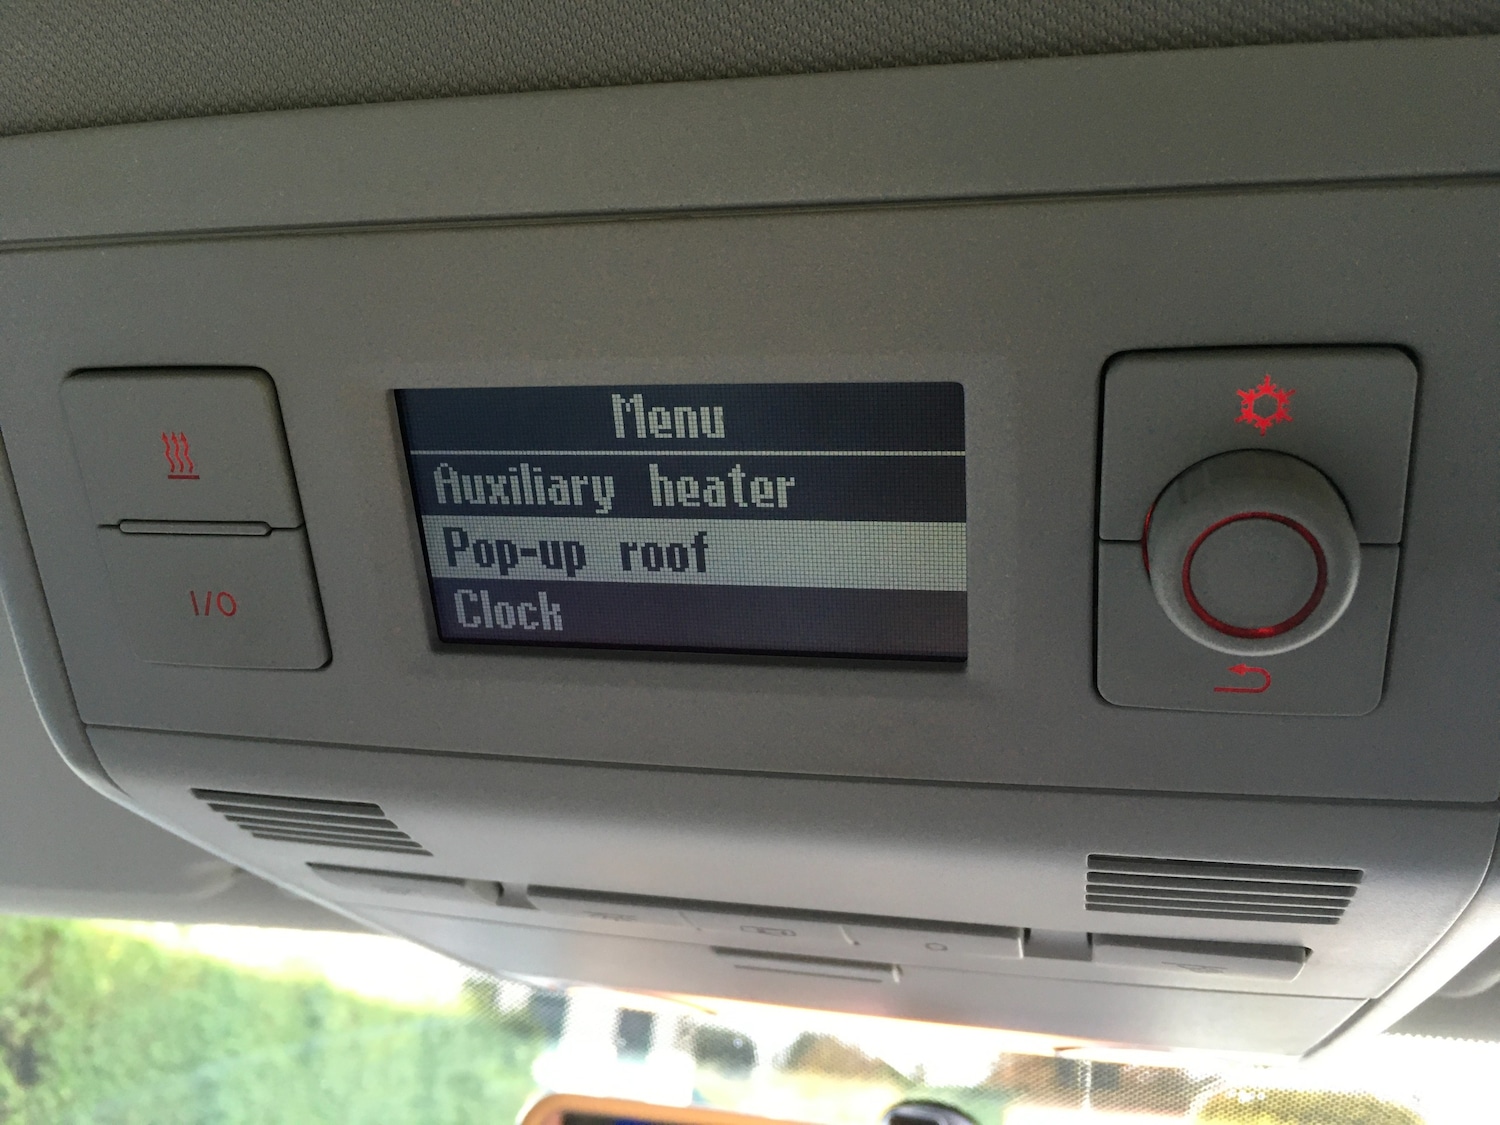 Menu
Auxiliary heater
Pop-up roof
Clock
I/O